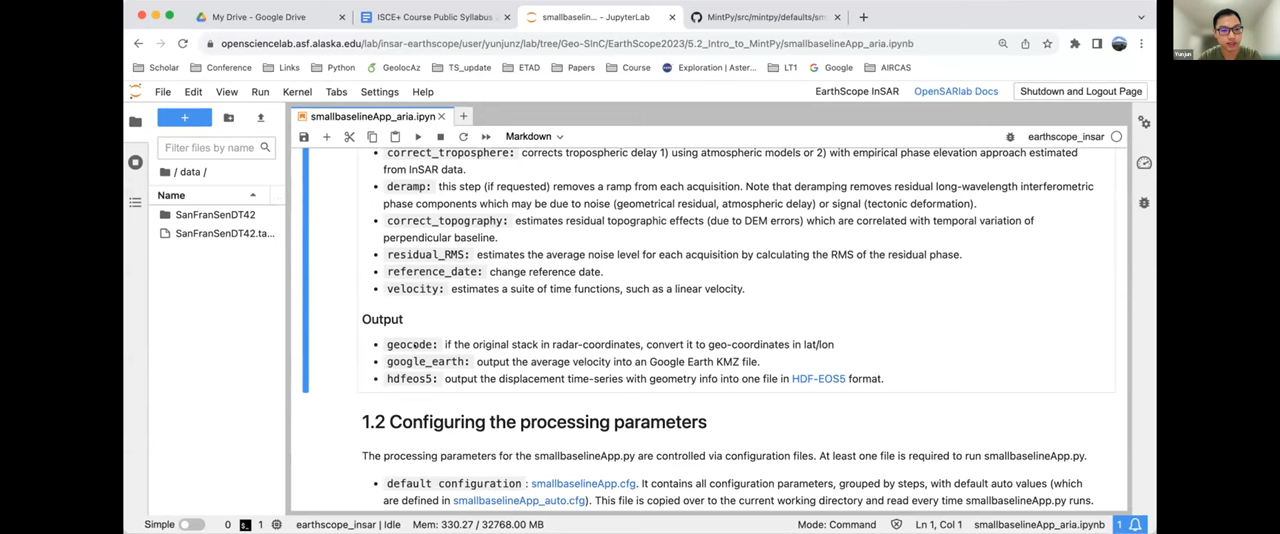 My Drive - Google Drive
ISCE+ Course Public Syllabus
smallbaselin... - JupyterLab
MintPy/src/mintpy/defaults/sm
opensciencelab.asf.alaska.edu/lab/insar-earthscope/user/yunjunz/lab/tree/Geo-SInC/EarthScope2023/5.2_Intro_to_MintPy/smallbaselineApp_aria.ipynb
Scholar Conference Links Python GeolocAz TS_update ETAD Papers Course Exploration | Aster... LT1 Google AIRCAS
File Edit View Run Kernel Tabs Settings Help
EarthScope InSAR OpenSARlab Docs Shutdown and Logout Page
smallbaselineApp_aria.ipyn
Markdown
earthscope_insar
Filter files by name
/ data /
Name
SanFranSenDT42
SanFranSenDT42.ta...
correct_troposphere: corrects tropospheric delay 1) using atmospheric models or 2) with empirical phase elevation approach estimated
from InSAR data.
deramp: this step (if requested) removes a ramp from each acquisition. Note that deramping removes residual long-wavelength interferometric
phase components which may be due to noise (geometrical residual, atmospheric delay) or signal (tectonic deformation).
correct_topography: estimates residual topographic effects (due to DEM errors) which are correlated with temporal variation of
perpendicular baseline.
residual_RMS: estimates the average noise level for each acquisition by calculating the RMS of the residual phase.
reference_date: change reference date.
velocity: estimates a suite of time functions, such as a linear velocity.
Output
geocode: if the original stack in radar-coordinates, convert it to geo-coordinates in lat/lon
google_earth: output the average velocity into an Google Earth KMZ file.
hdfeos5: output the displacement time-series with geometry info into one file in HDF-EOS5 format.
1.2 Configuring the processing parameters
The processing parameters for the smallbaselineApp.py are controlled via configuration files. At least one file is required to run smallbaselineApp.py.
default configuration : smallbaselineApp.cfg. It contains all configuration parameters, grouped by steps, with default auto values (which
are defined in smallbaselineApp_auto.cfg). This file is copied over to the current working directory and read every time smallbaselineApp.py runs.
Simple 0 1 earthscope_insar | Idle Mem: 330.27 / 32768.00 MB
Mode: Command Ln 1, Col 1 smallbaselineApp_aria.ipynb 1
Yunjun